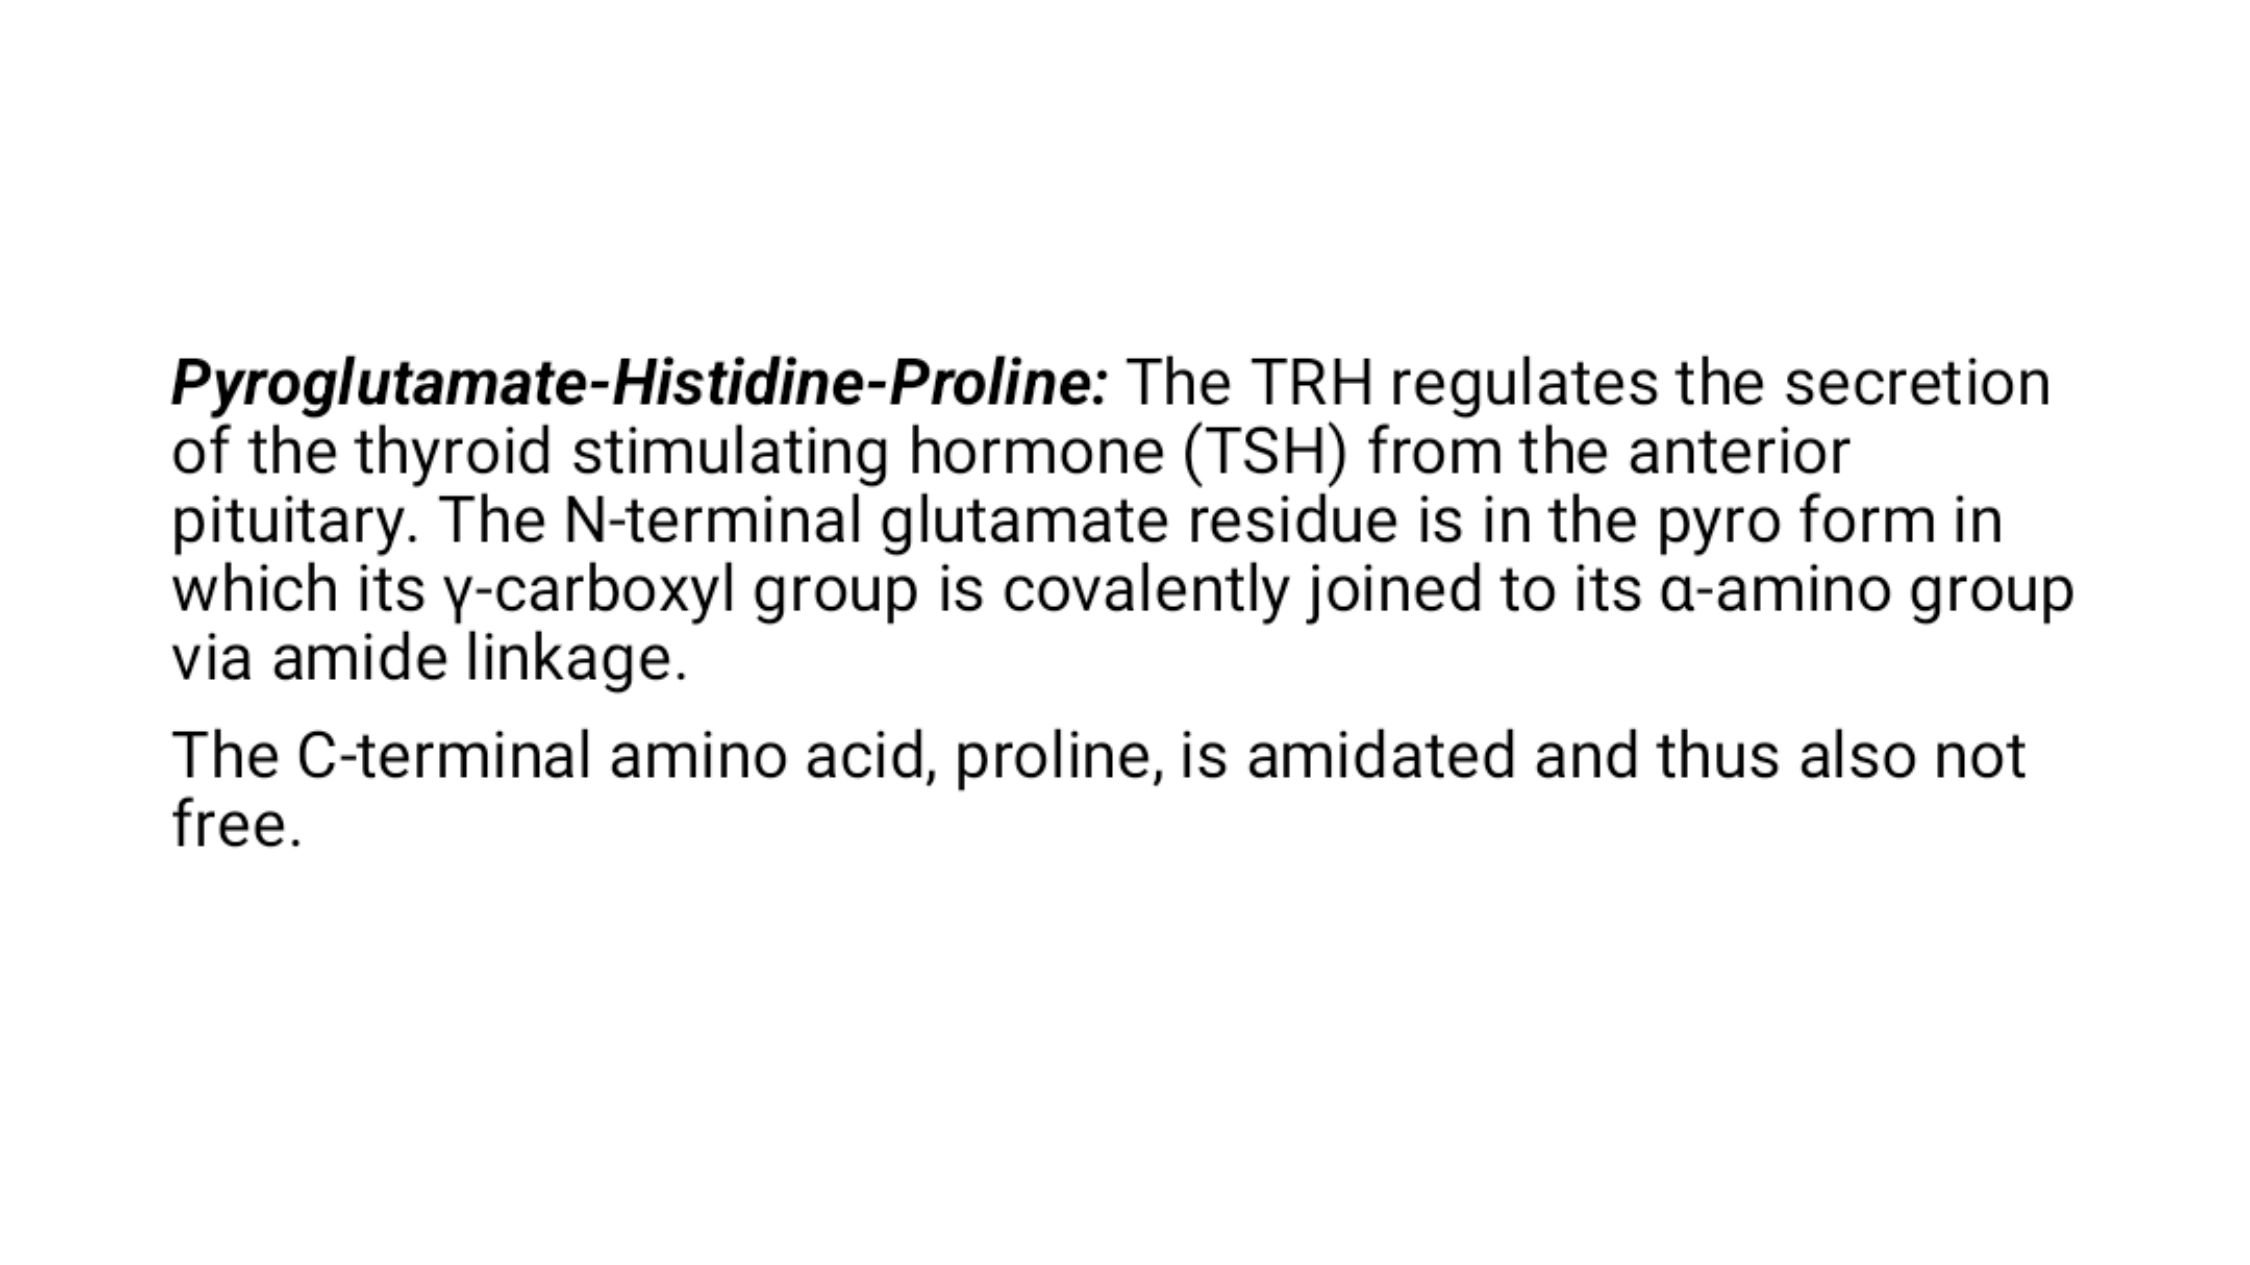 Pyroglutamate-Histidine-Proline: The TRH regulates the secretion
of the thyroid stimulating hormone (TSH) from the anterior
pituitary. The N-terminal glutamate residue is in the pyro form in
which its γ-carboxyl group is covalently joined to its α-amino group
via amide linkage.
The C-terminal amino acid, proline, is amidated and thus also not
free.